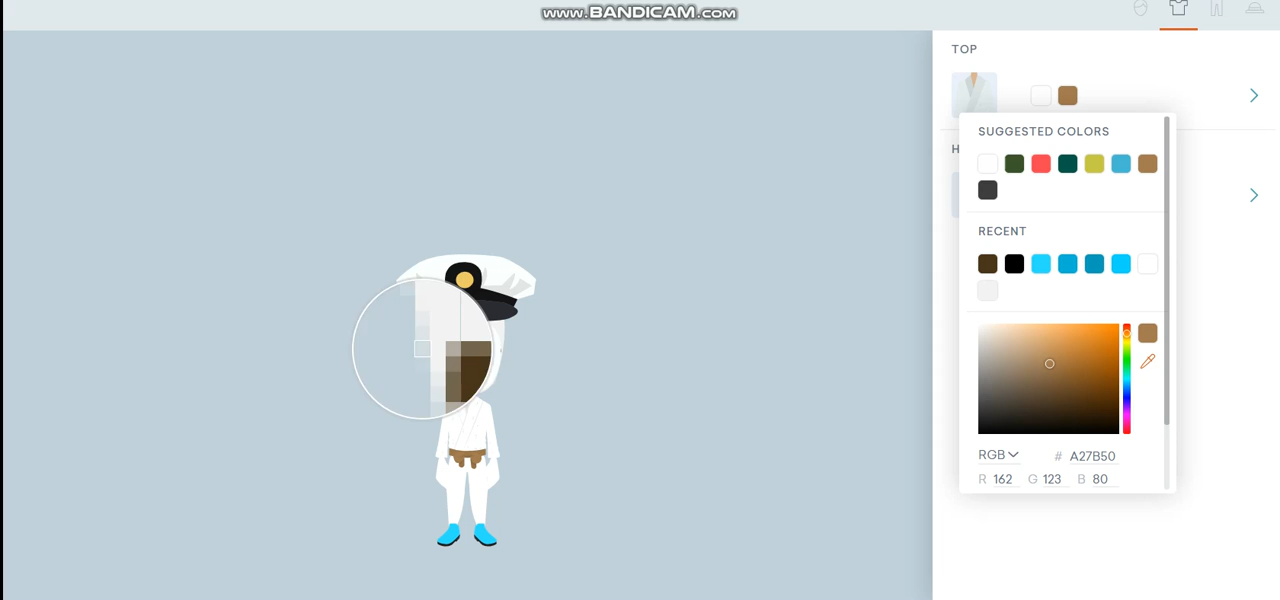 www.BANDICAM.com
TOP
SUGGESTED COLORS
H
RECENT
RGB # A27B50
R 162 G 123 B 80